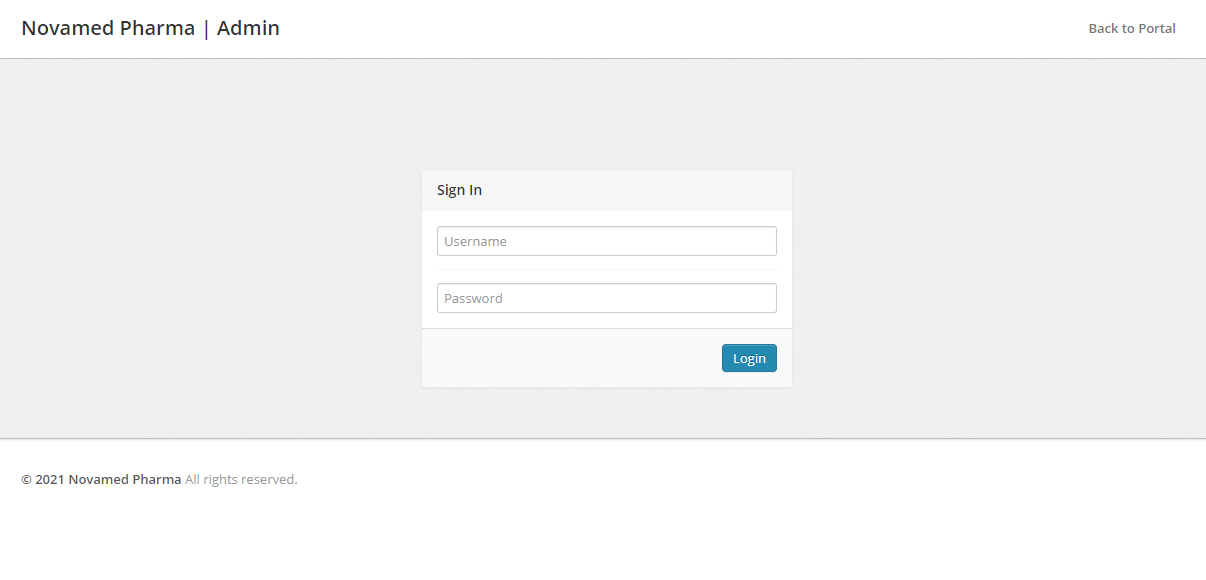 Novamed Pharma | Admin
Back to Portal
Sign In
Username
Password
Login
© 2021 Novamed Pharma All rights reserved.